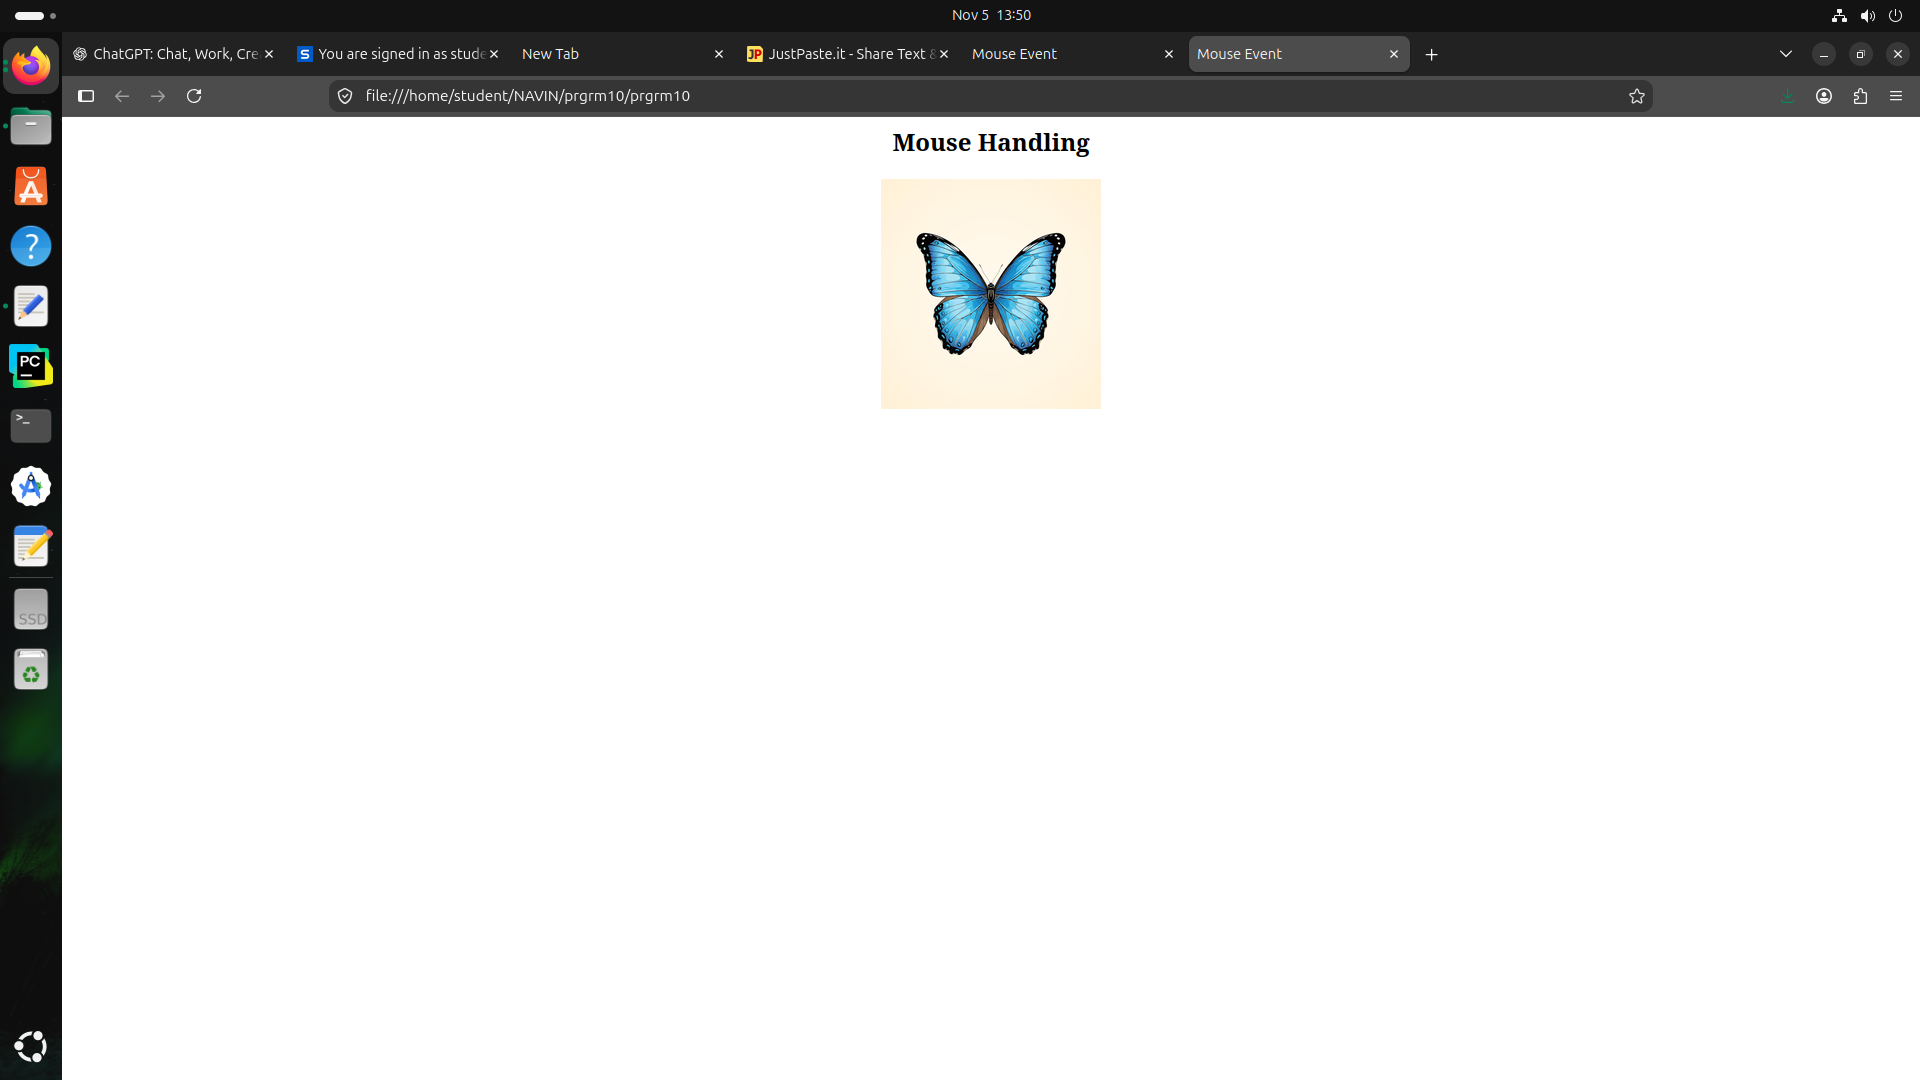 Nov 5 13:50
ChatGPT: Chat, Work, Cre
You are signed in as stude
New Tab
JP
JustPaste.it - Share Text &
Mouse Event
Mouse Event
file:///home/student/NAVIN/prgrm10/prgrm10
Mouse Handling
PC
SSD